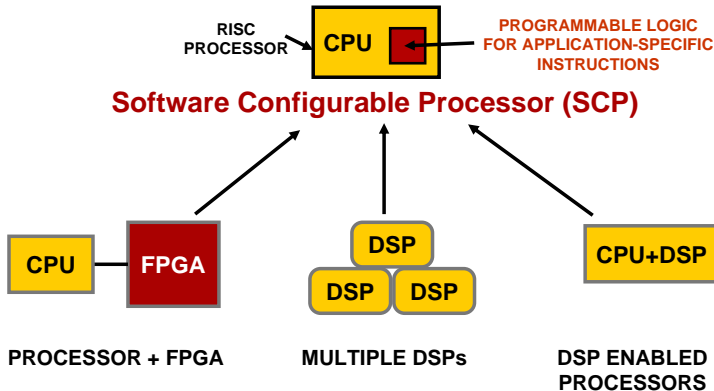 RISC
PROCESSOR
CPU
PROGRAMMABLE LOGIC
FOR APPLICATION-SPECIFIC
INSTRUCTIONS
Software Configurable Processor (SCP)
CPU
FPGA
DSP
DSP
DSP
CPU+DSP
PROCESSOR + FPGA
MULTIPLE DSPs
DSP ENABLED
PROCESSORS